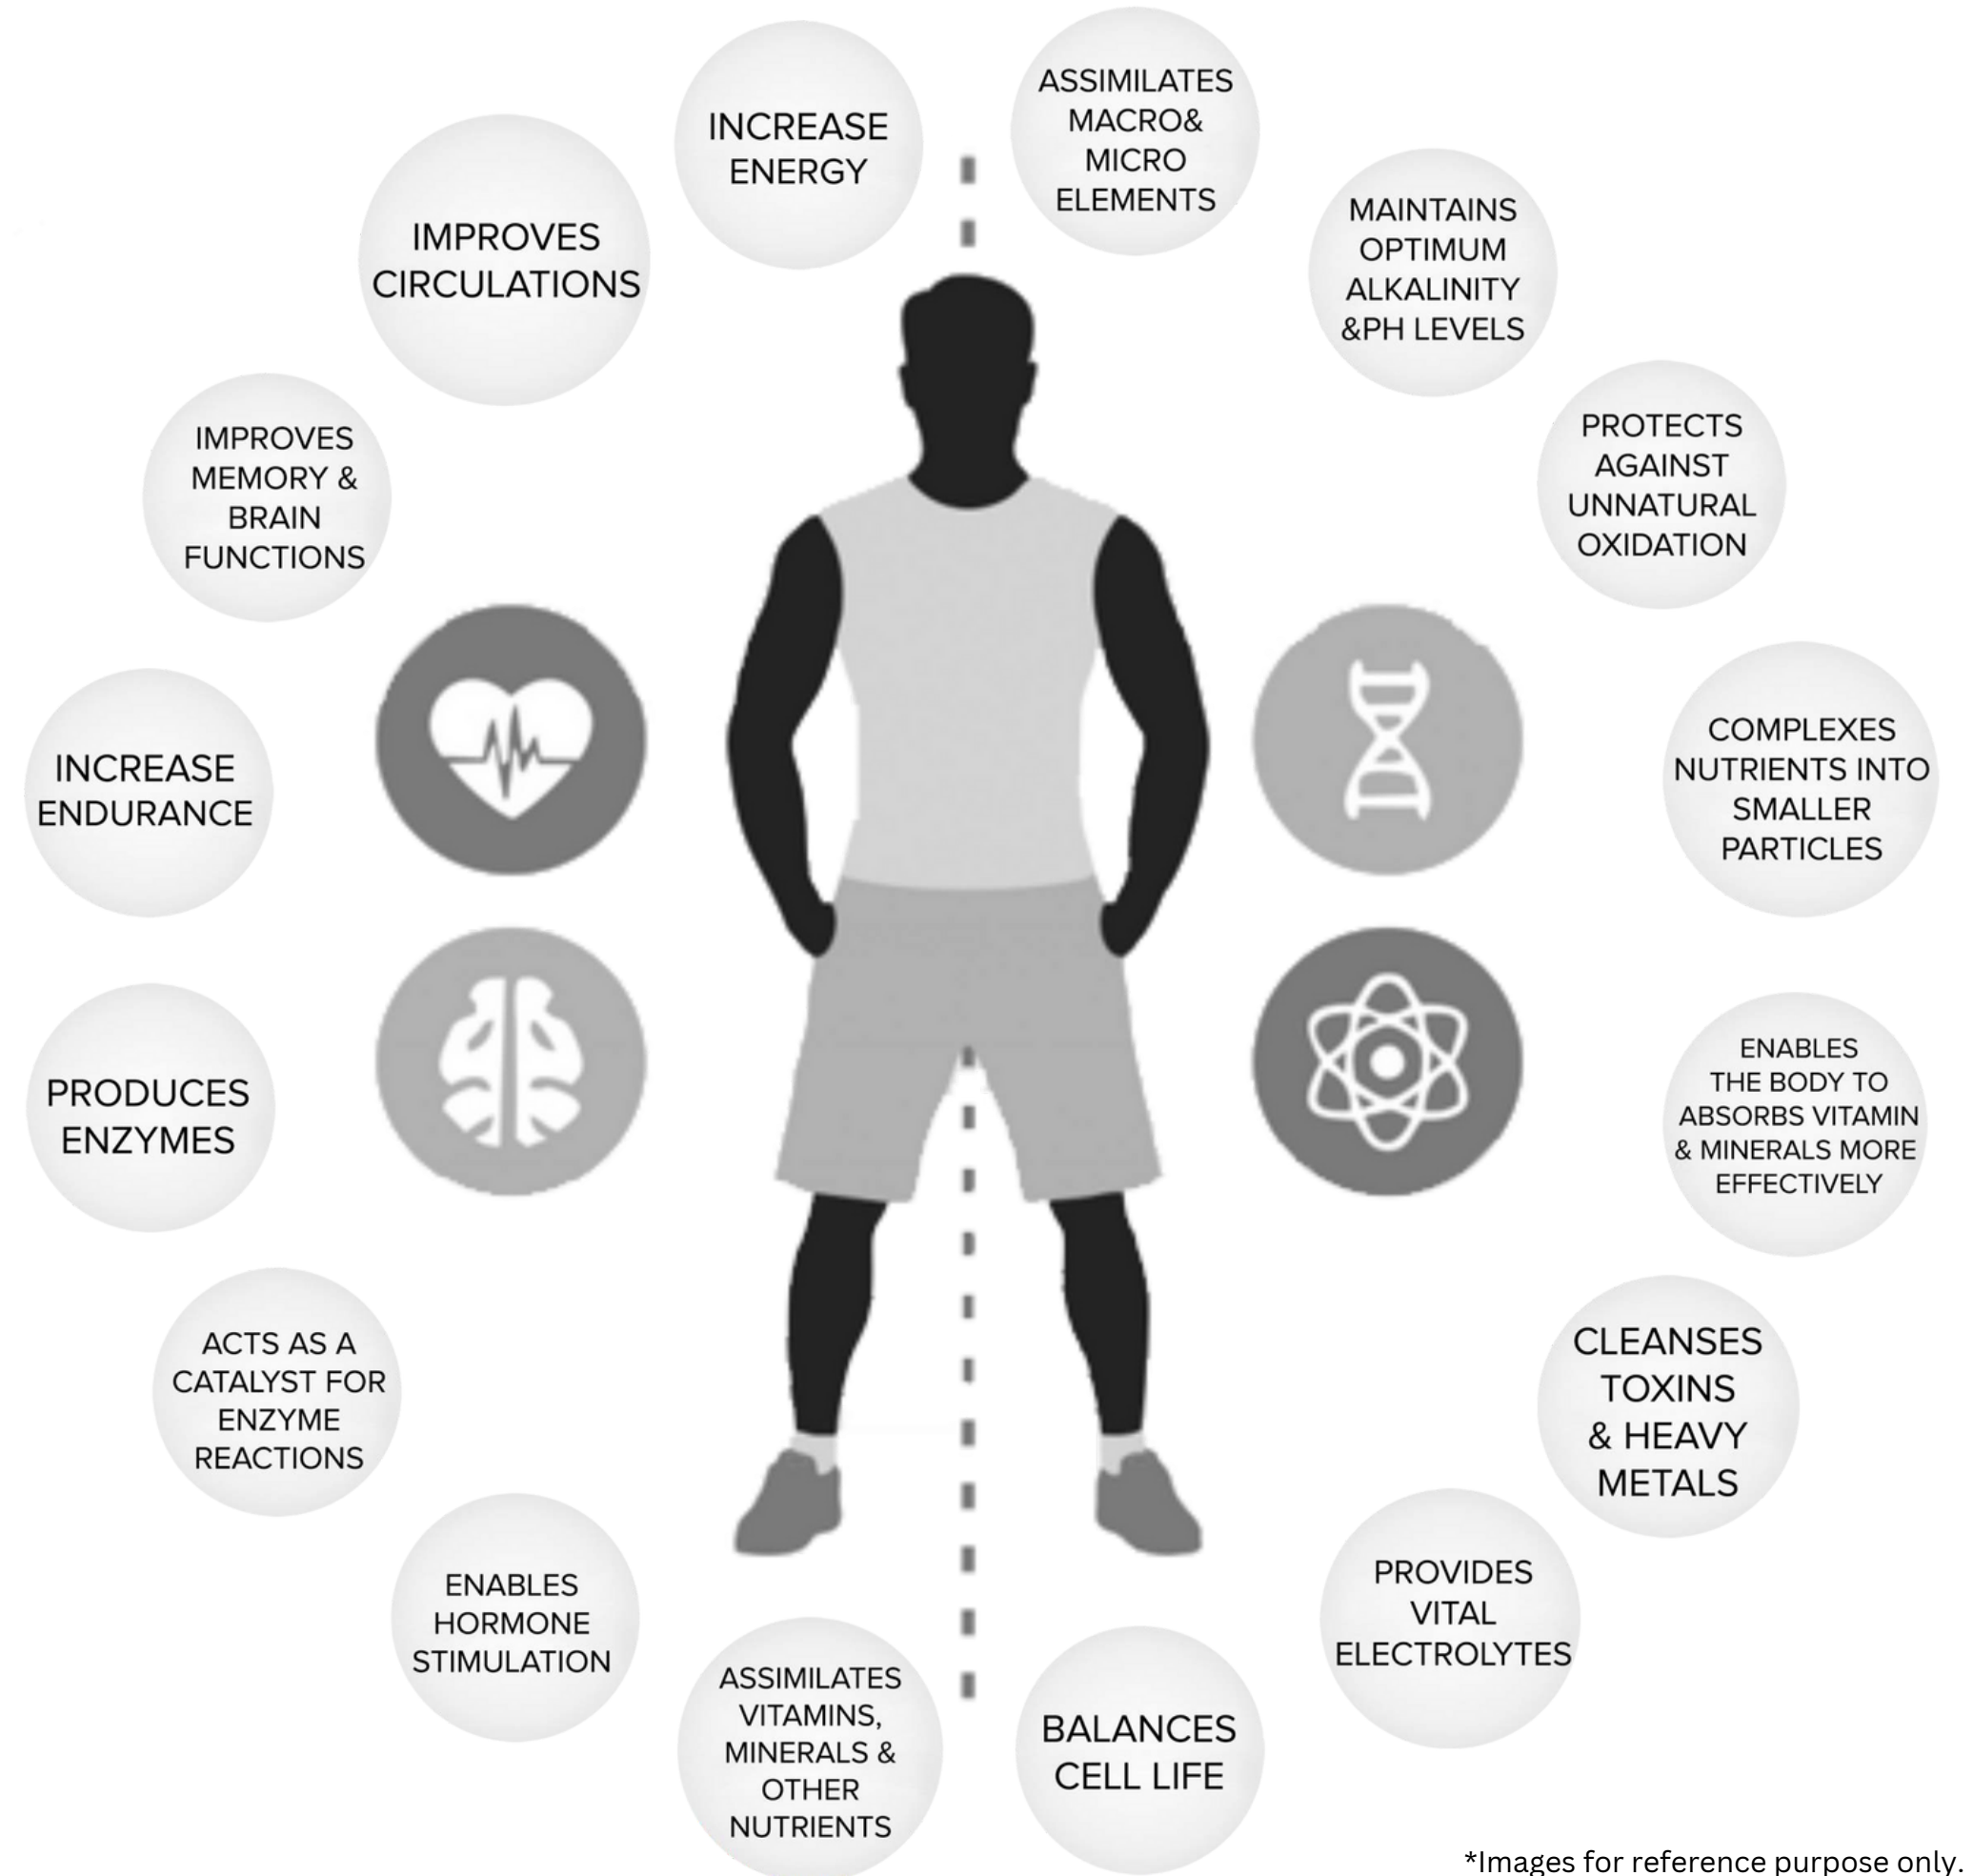 INCREASE
ENERGY
ASSIMILATES
MACRO&
MICRO
ELEMENTS
IMPROVES
CIRCULATIONS
MAINTAINS
OPTIMUM
ALKALINITY
&PH LEVELS
IMPROVES
MEMORY &
BRAIN
FUNCTIONS
PROTECTS
AGAINST
UNNATURAL
OXIDATION
INCREASE
ENDURANCE
COMPLEXES
NUTRIENTS INTO
SMALLER
PARTICLES
PRODUCES
ENZYMES
ENABLES
THE BODY TO
ABSORBS VITAMIN
& MINERALS MORE
EFFECTIVELY
ACTS AS A
CATALYST FOR
ENZYME
REACTIONS
CLEANSES
TOXINS
& HEAVY
METALS
ENABLES
HORMONE
STIMULATION
PROVIDES
VITAL
ELECTROLYTES
ASSIMILATES
VITAMINS,
MINERALS &
OTHER
NUTRIENTS
BALANCES
CELL LIFE
*Images for reference purpose only.